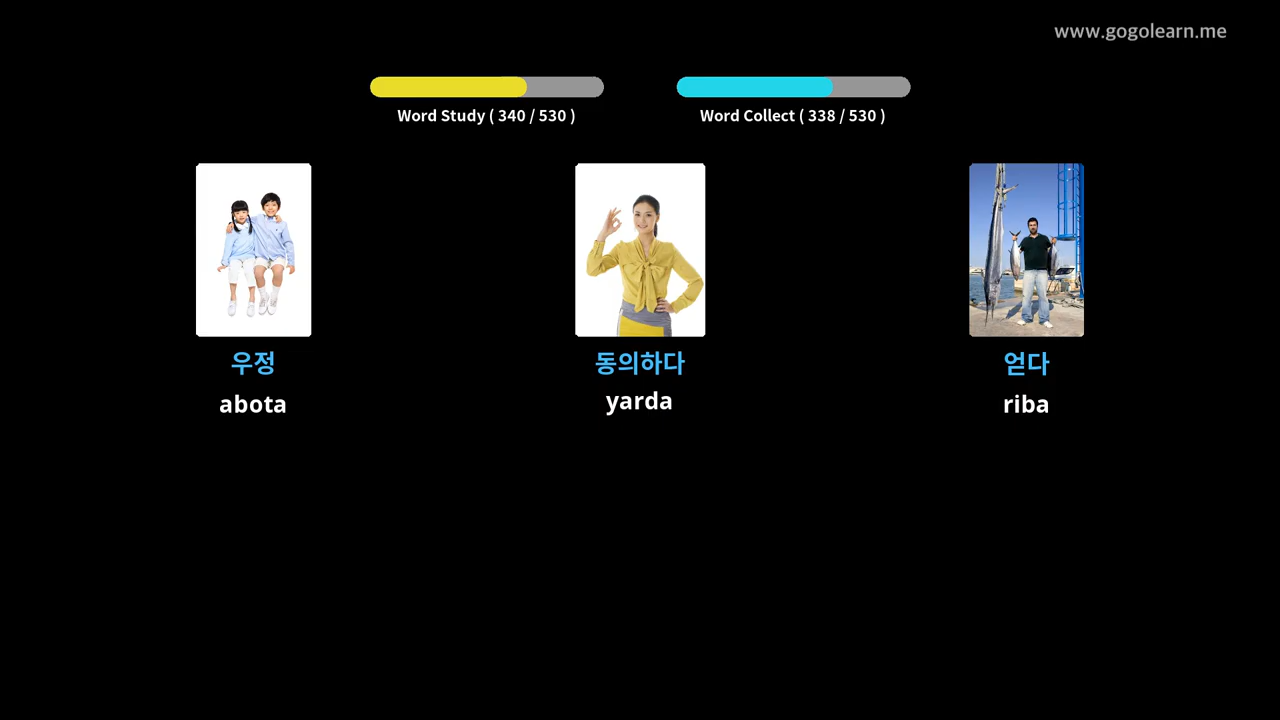 www.gogolearn.me
Word Study ( 340 / 530 )
Word Collect ( 338 / 530 )
우정
동의하다
얻다
abota
yarda
riba